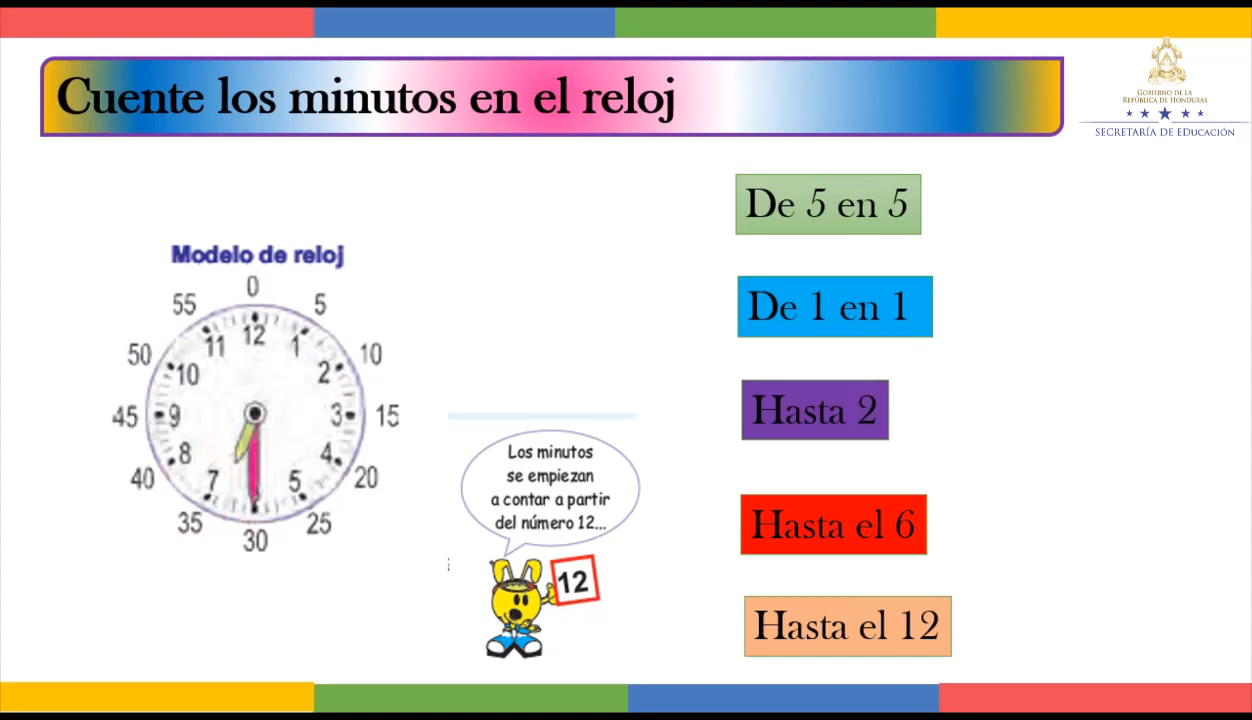 Cuente los minutos en el reloj
GOBIERNO DE LA
REPÚBLICA DE HONDURAS
SECRETARÍA DE EDUCACIÓN
Modelo de reloj
0
5
10
15
20
25
30
35
40
45
50
55
12
1
2
3
4
5
7
8
9
10
11
Los minutos
se empiezan
a contar a partir
del número 12...
12
De 5 en 5
De 1 en 1
Hasta 2
Hasta el 6
Hasta el 12